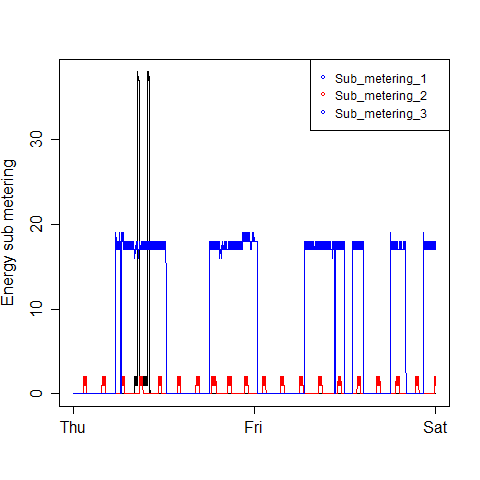 Sub_metering_1
Sub_metering_2
Sub_metering_3
Energy sub metering
30
20
10
0
Thu Fri Sat